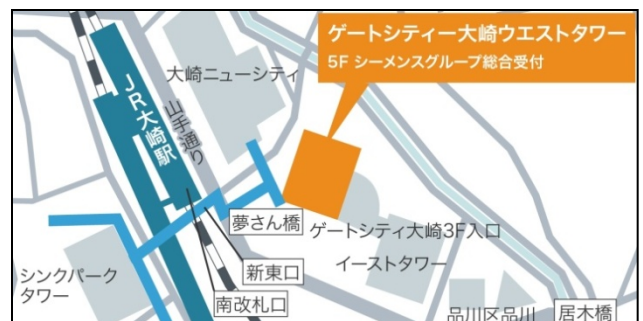 ゲートシティー大崎ウエストタワー
5F シーメンスグループ総合受付
大崎ニューシティ
JR大崎駅
山手通り
夢さん橋
ゲートシティ大崎3F入口
イーストタワー
新東口
シンクパーク
タワー
南改札口
品川区品川
居木橋